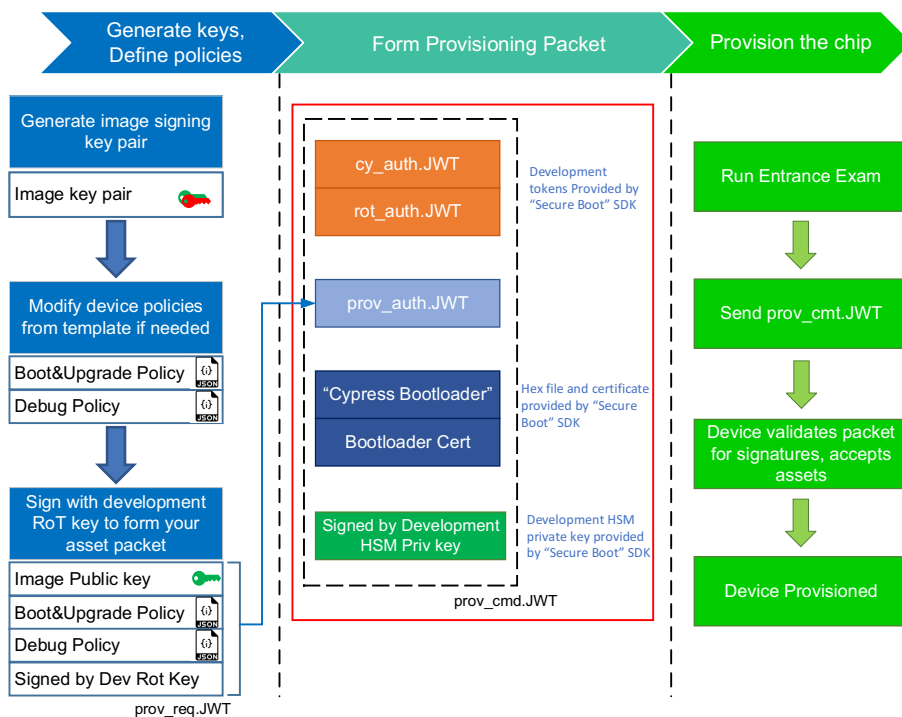 Generate keys,
Define policies
Form Provisioning Packet
Provision the chip
Generate image signing
key pair
Image key pair
Modify device policies
from template if needed
Boot&Upgrade Policy
{i}
JSON
Debug Policy
{i}
JSON
Sign with development
RoT key to form your
asset packet
Image Public key
Boot&Upgrade Policy
{i}
JSON
Debug Policy
{i}
JSON
Signed by Dev Rot Key
prov_req.JWT
cy_auth.JWT
rot_auth.JWT
Development
tokens Provided by
“Secure Boot” SDK
prov_auth.JWT
“Cypress Bootloader”
Bootloader Cert
Hex file and certificate
provided by “Secure
Boot” SDK
Signed by Development
HSM Priv key
Development HSM
private key provided
by “Secure Boot” SDK
prov_cmd.JWT
Run Entrance Exam
Send prov_cmt.JWT
Device validates packet
for signatures, accepts
assets
Device Provisioned